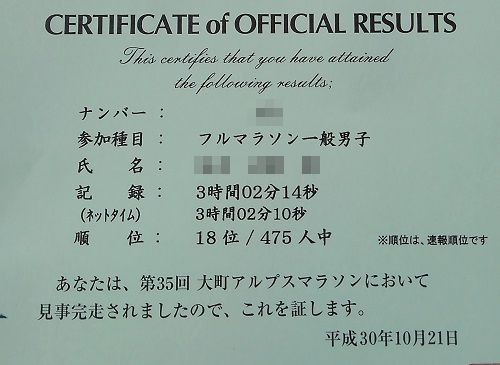 CERTIFICATE of OFFICIAL RESULTS
This certifies that you have attained
the following results;
ナンバー：
参加種目： フルマラソン一般男子
氏　　名：
記　　録： 3時間02分14秒
(ネットタイム) 3時間02分10秒
順　　位： 18位/475人中 ※順位は、速報順位です
あなたは、第35回 大町アルプスマラソンにおいて
見事完走されましたので、これを証します。
平成30年10月21日